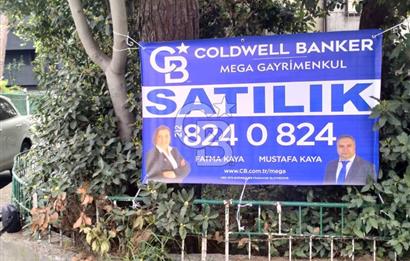 CB COLDWELL BANKER
MEGA GAYRİMENKUL
SATILIK
212 824 0 824
FATMA KAYA MUSTAFA KAYA
www.CB.com.tr/mega